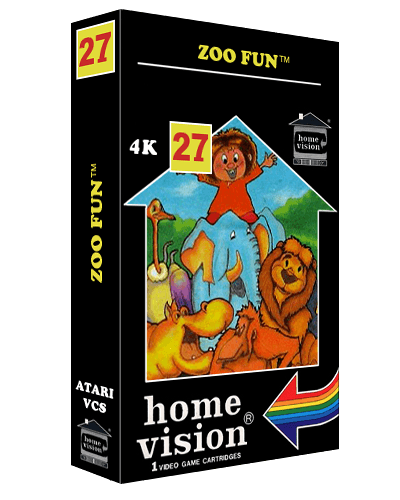 27
ZOO FUN™
ATARI
VCS
home
vision
ZOO FUN™
4K
27
home
vision
home
vision®
1 VIDEO GAME CARTRIDGES